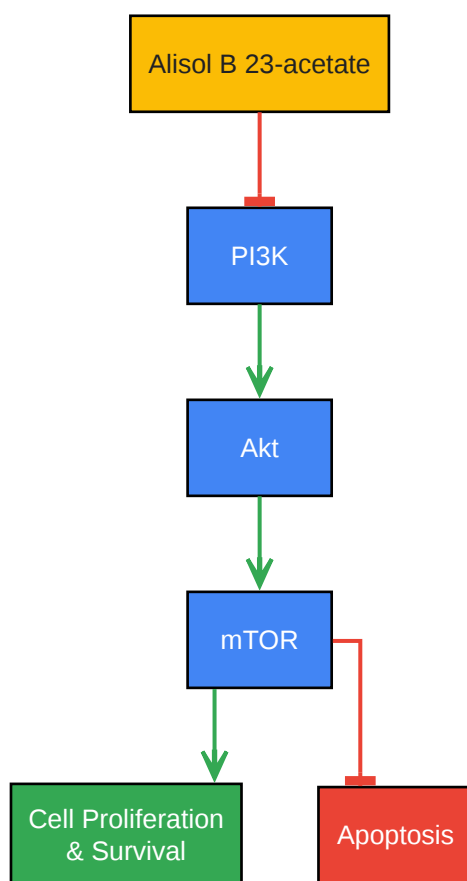 Alisol B 23-acetate
PI3K
Akt
mTOR
Cell Proliferation
& Survival
Apoptosis